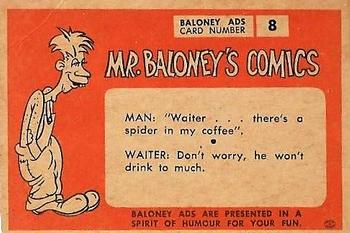 BALONEY ADS
CARD NUMBER 8
MR. BALONEY'S COMICS
MAN: "Waiter . . . there's a
spider in my coffee".
WAITER: Don't worry, he won't
drink to much.
BALONEY ADS ARE PRESENTED IN A
SPIRIT OF HUMOUR FOR YOUR FUN.